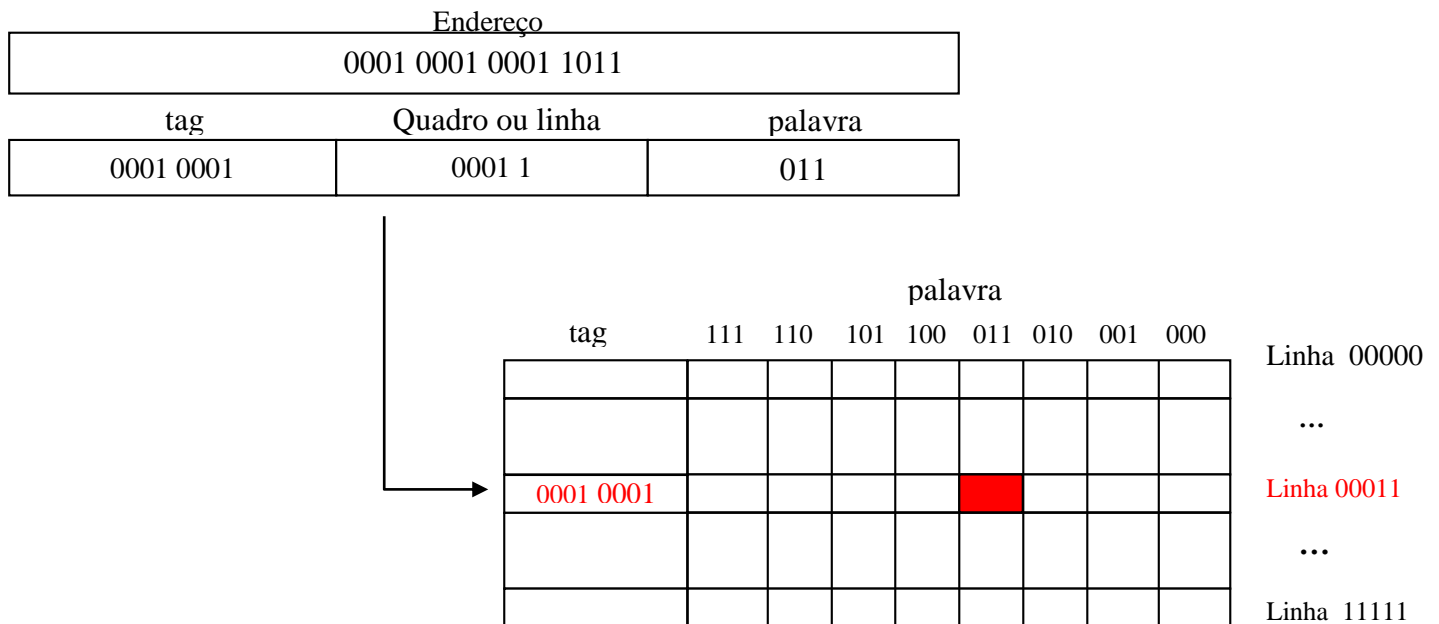 Endereço
0001 0001 0001 1011
tag Quadro ou linha palavra
0001 0001 0001 1 011
palavra
tag 111 110 101 100 011 010 001 000
Linha 00000
...
0001 0001 Linha 00011
...
Linha 11111